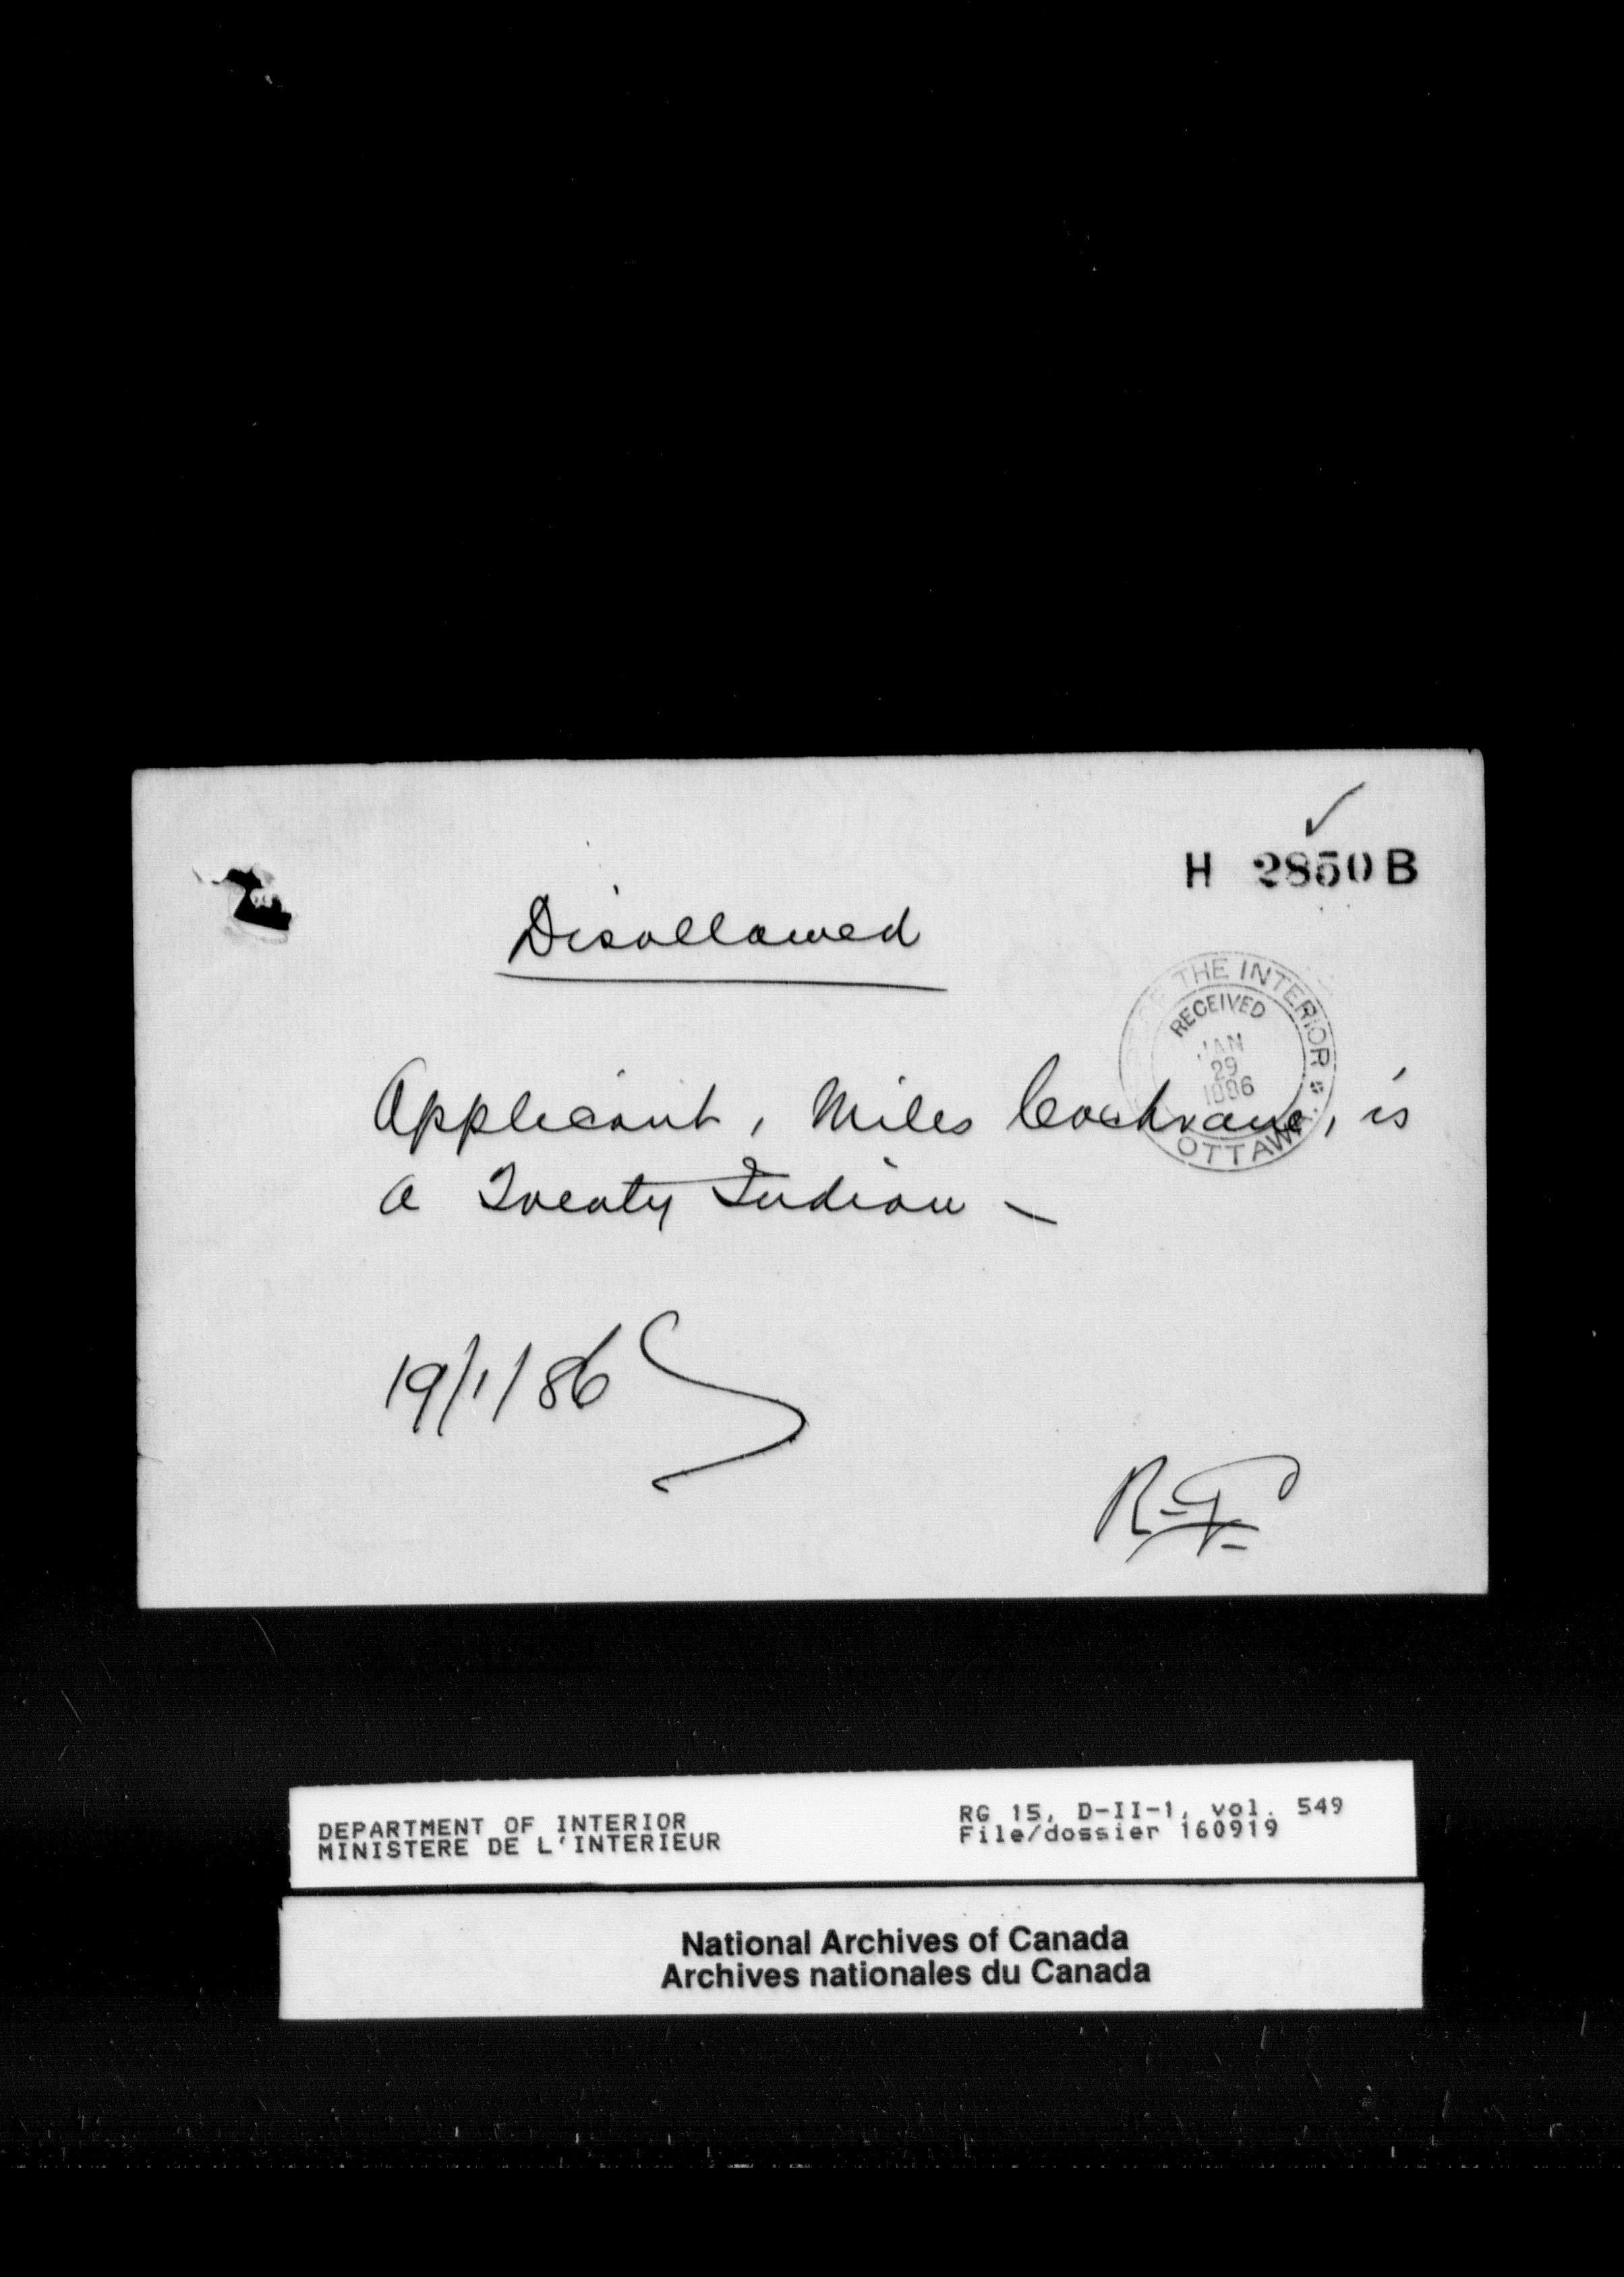 H 2850 B
Disallowed
THE INTERIOR
RECEIVED
JAN
29
1886
OTTAWA.
Applicant, Miles Cochrane, is
a Treaty Indian –
19/1/86
DEPARTMENT OF INTERIOR
MINISTERE DE L'INTERIEUR
RG 15, D-II-1, vol. 549
File/dossier 160919
National Archives of Canada
Archives nationales du Canada